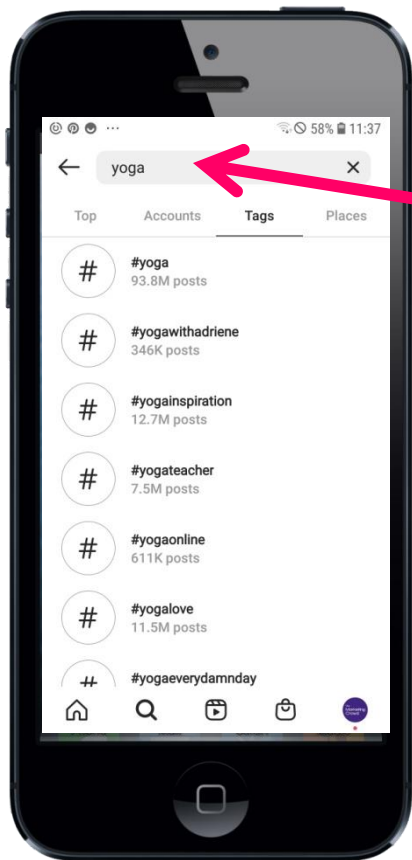 58% 11:37
yoga
Top Accounts Tags Places
#yoga
93.8M posts
#yogawithadriene
346K posts
#yogainspiration
12.7M posts
#yogateacher
7.5M posts
#yogaonline
611K posts
#yogalove
11.5M posts
#yogaeverydamnday